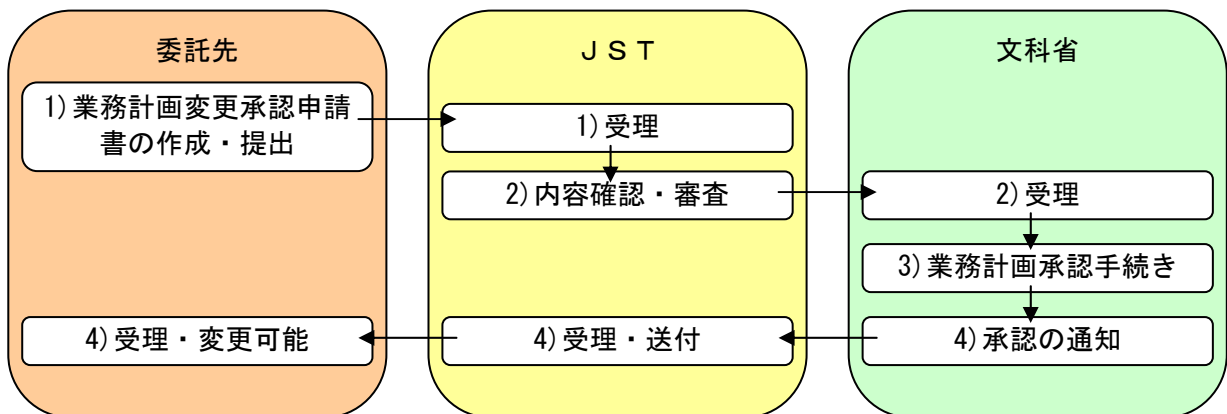 委託先
1)業務計画変更承認申請
書の作成・提出
4)受理・変更可能
JST
1)受理
2)内容確認・審査
4)受理・送付
文科省
2)受理
3)業務計画承認手続き
4)承認の通知